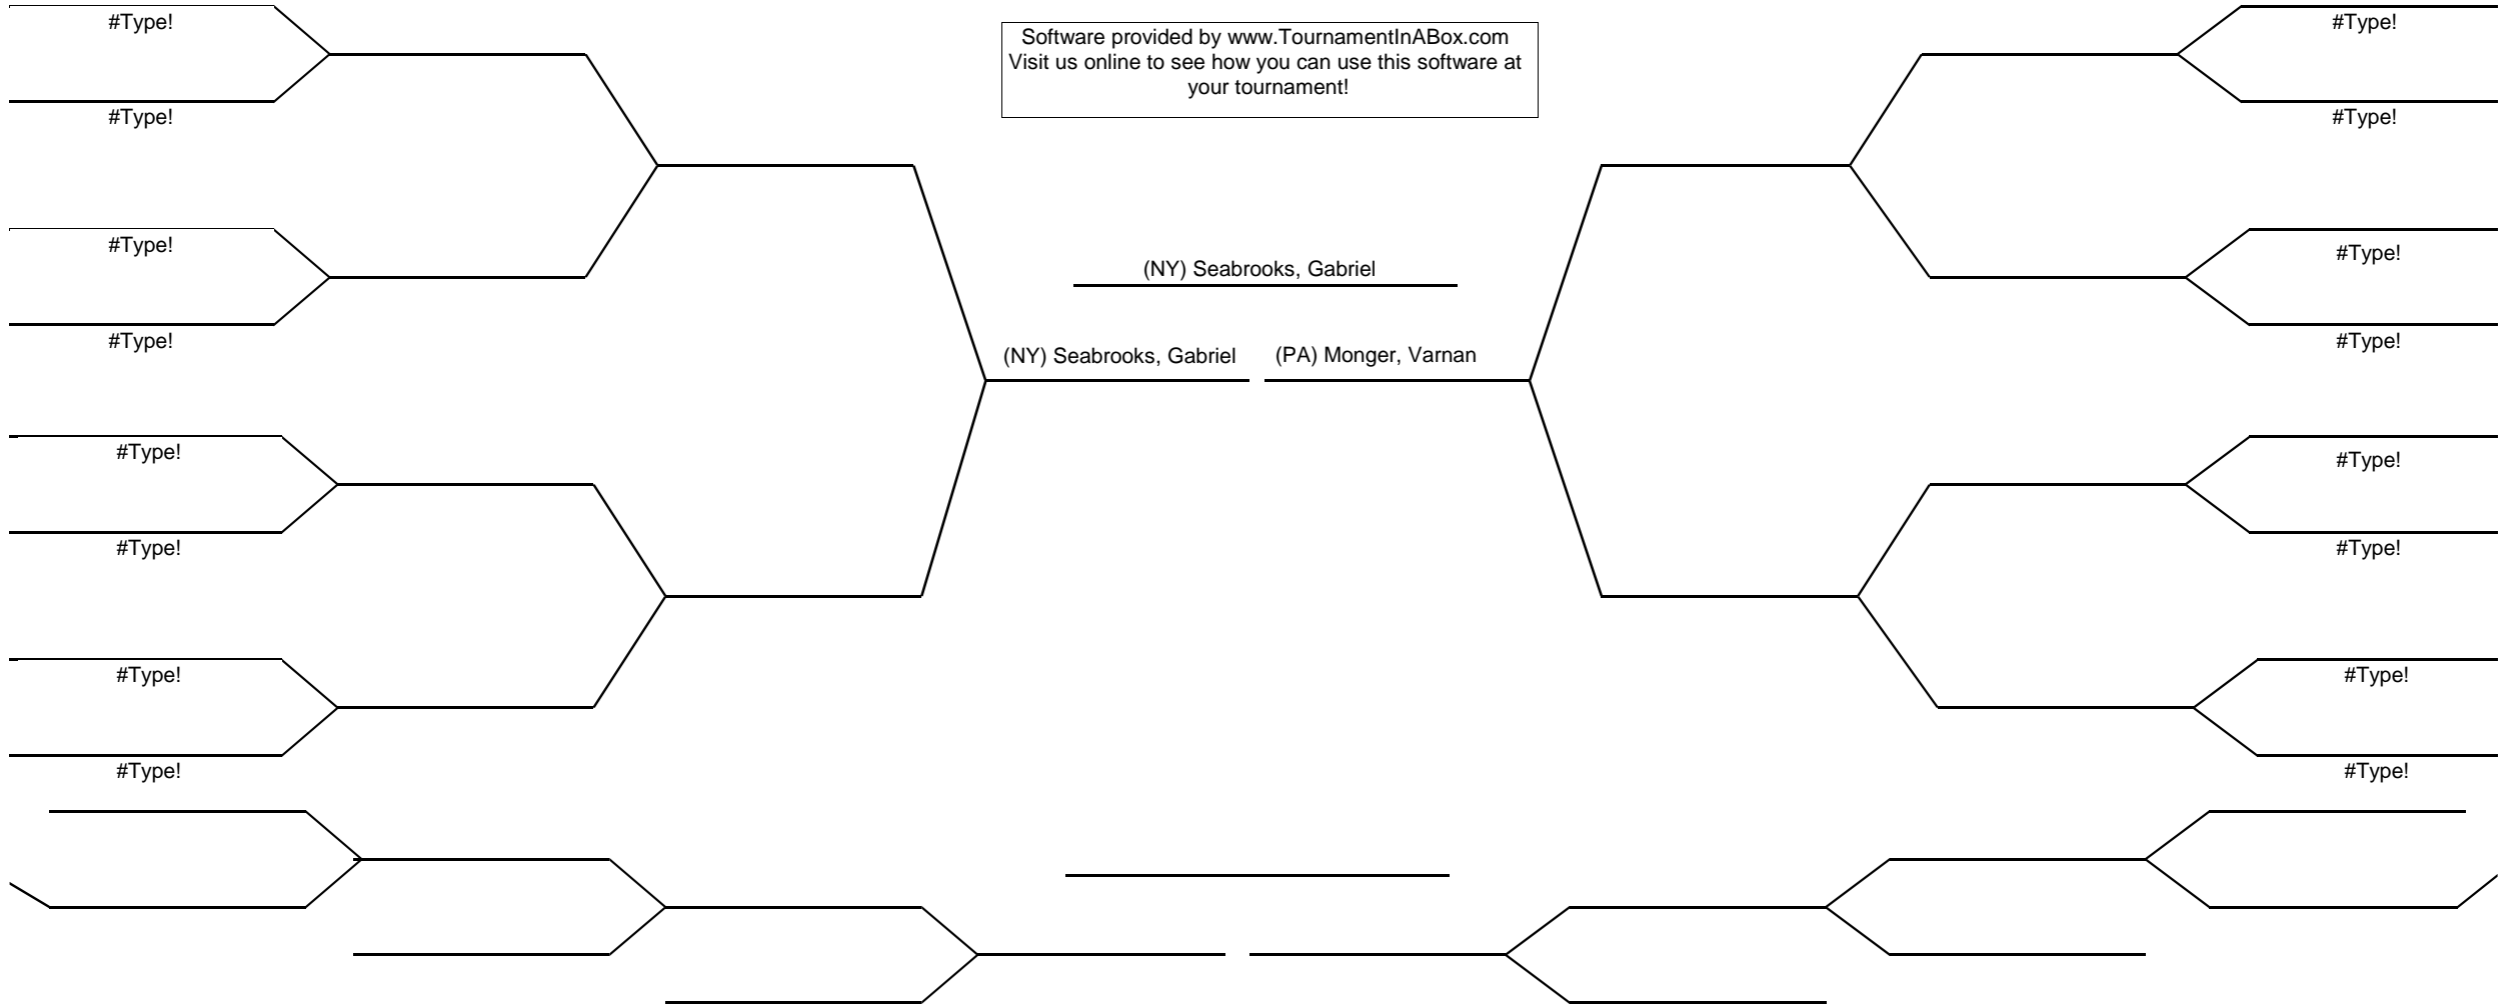 #Type!
Software provided by www.TournamentInABox.com
Visit us online to see how you can use this software at
your tournament!
#Type!
#Type!
#Type!
#Type!
#Type!
(NY) Seabrooks, Gabriel
#Type!
#Type!
(NY) Seabrooks, Gabriel
(PA) Monger, Varnan
#Type!
#Type!
#Type!
#Type!
#Type!
#Type!
#Type!
#Type!
#Type!